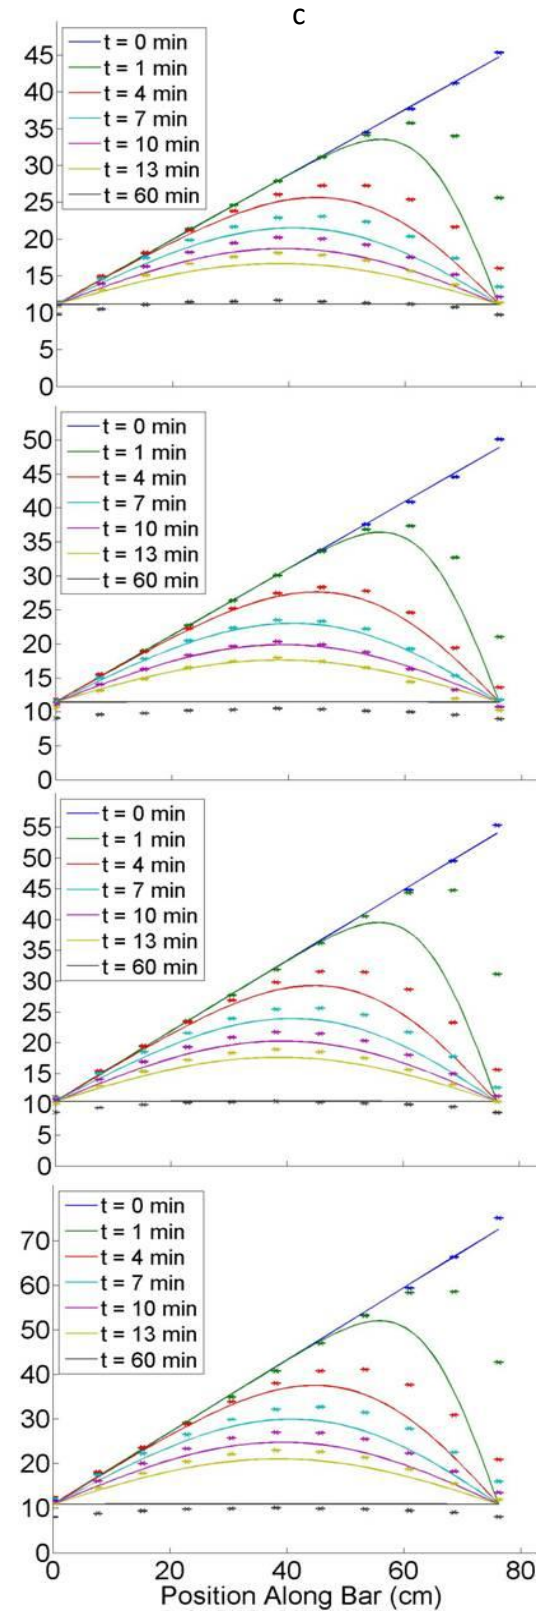 C
45
40
35
30
25
20
15
10
5
0
t = 0 min
t = 1 min
t = 4 min
t = 7 min
t = 10 min
t = 13 min
t = 60 min
50
45
40
35
30
25
20
15
10
5
0
t = 0 min
t = 1 min
t = 4 min
t = 7 min
t = 10 min
t = 13 min
t = 60 min
55
50
45
40
35
30
25
20
15
10
5
0
t = 0 min
t = 1 min
t = 4 min
t = 7 min
t = 10 min
t = 13 min
t = 60 min
70
60
50
40
30
20
10
0
t = 0 min
t = 1 min
t = 4 min
t = 7 min
t = 10 min
t = 13 min
t = 60 min
0 20 40 60 80
Position Along Bar (cm)